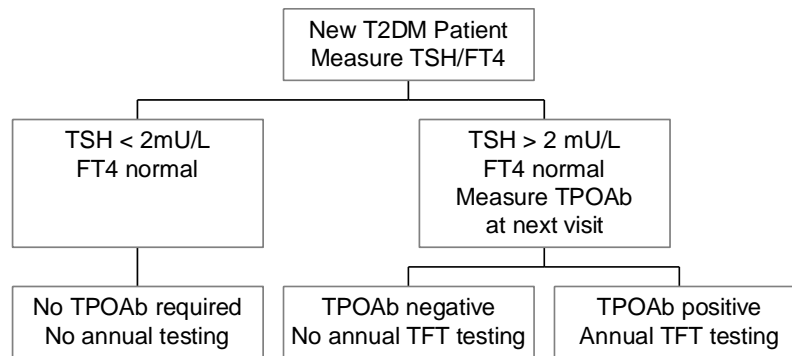 New T2DM Patient
Measure TSH/FT4
TSH < 2mU/L
FT4 normal
TSH > 2 mU/L
FT4 normal
Measure TPOAb
at next visit
No TPOAb required
No annual testing
TPOAb negative
No annual TFT testing
TPOAb positive
Annual TFT testing